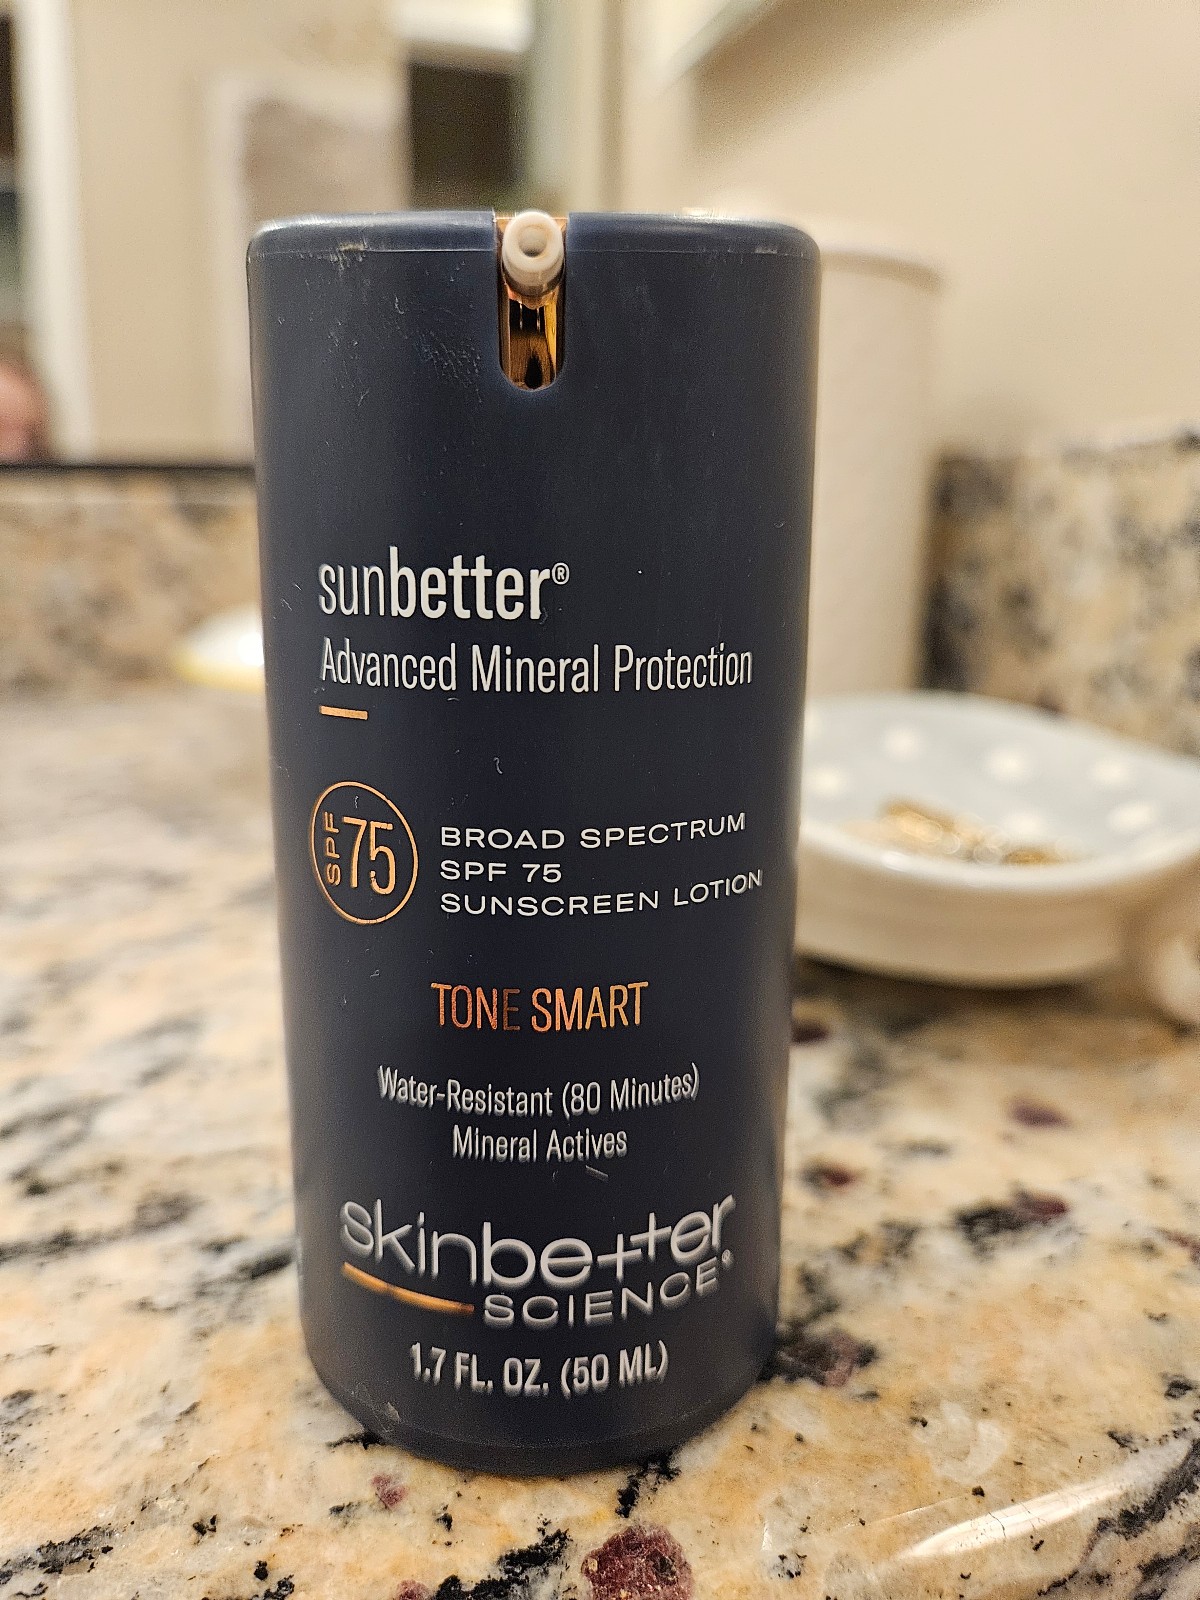 sunbetter®
Advanced Mineral Protection
SPF 75
BROAD SPECTRUM
SPF 75
SUNSCREEN LOTION
TONE SMART
Water-Resistant (80 Minutes)
Mineral Actives
skinbetter
SCIENCE®
1.7 FL. OZ. (50 ML)